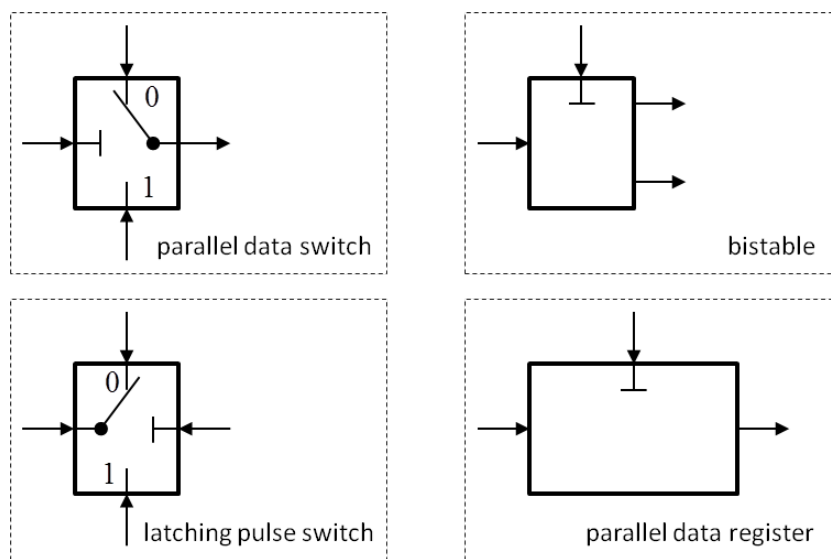 0
1
parallel data switch
bistable
0
1
latching pulse switch
parallel data register